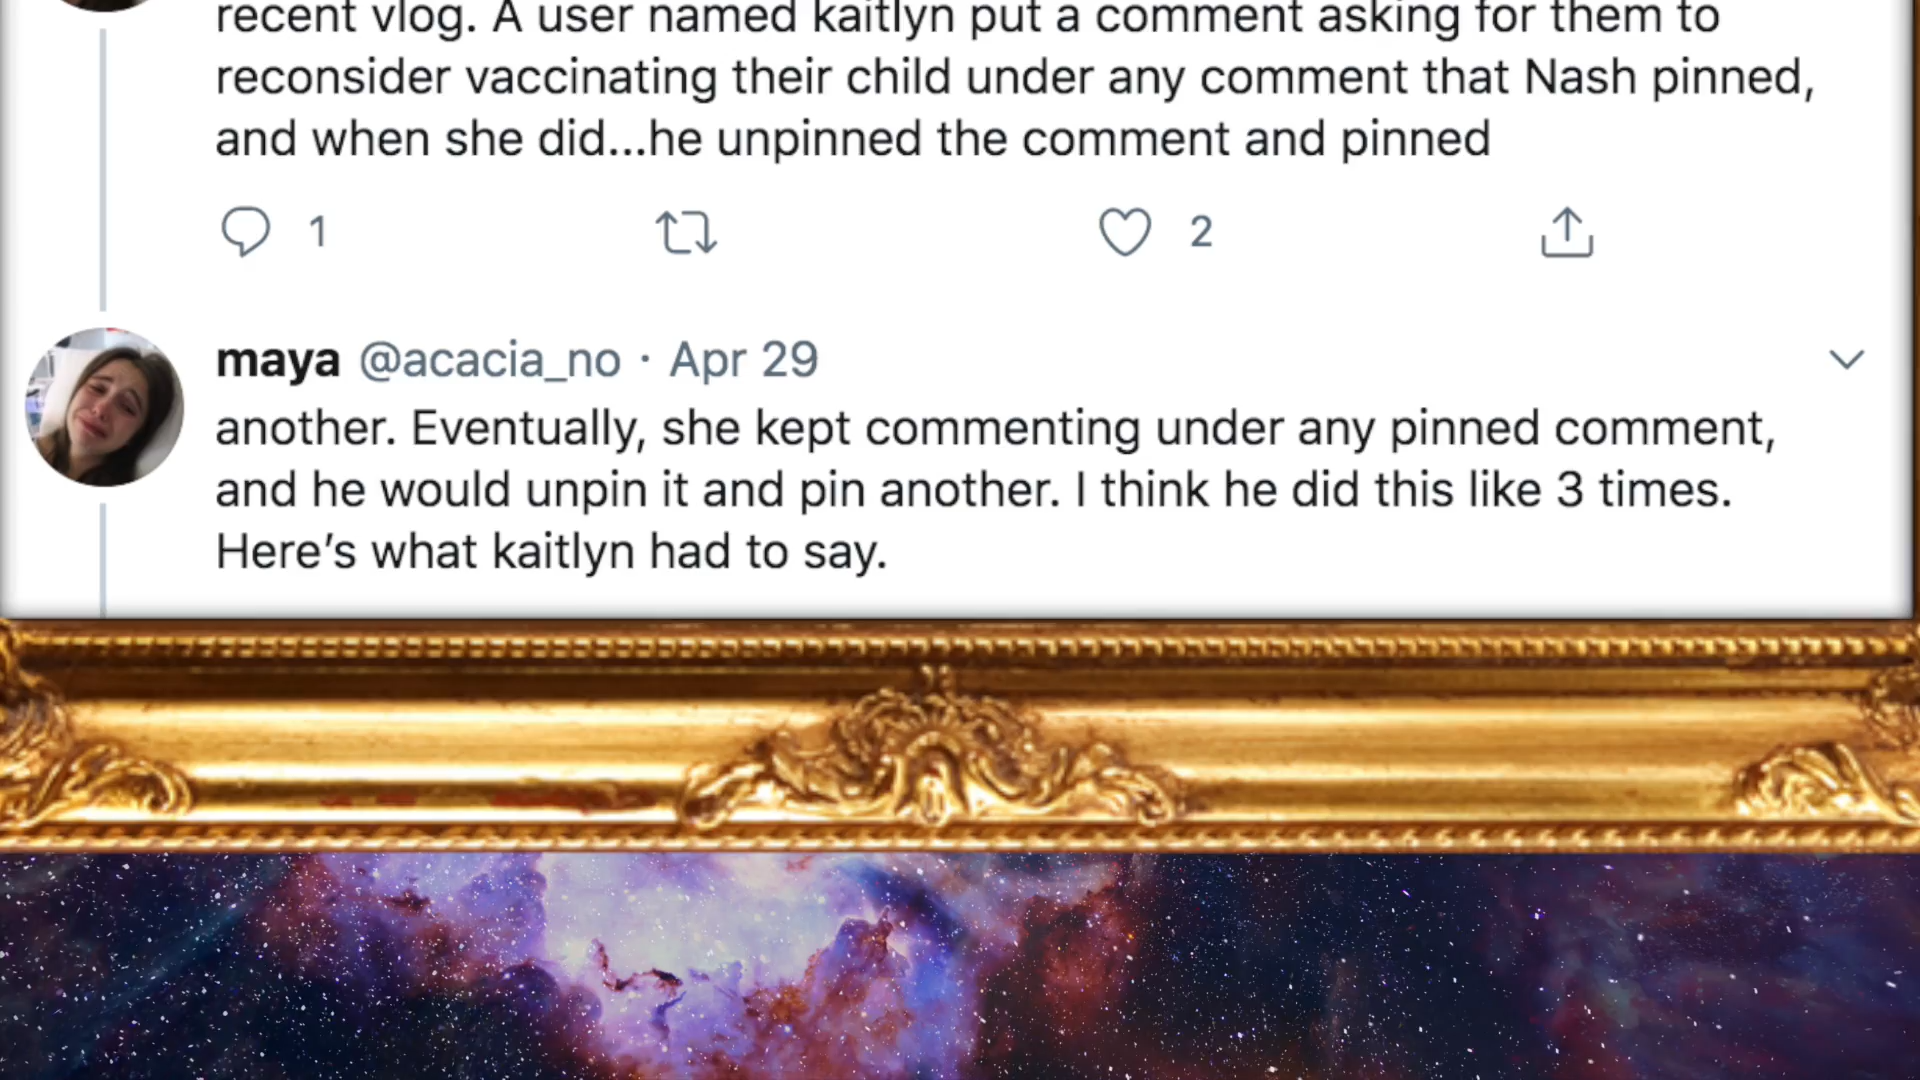 recent vlog. A user named kaitlyn put a comment asking for them to
reconsider vaccinating their child under any comment that Nash pinned,
and when she did...he unpinned the comment and pinned
1 2
maya @acacia_no · Apr 29
another. Eventually, she kept commenting under any pinned comment,
and he would unpin it and pin another. I think he did this like 3 times.
Here’s what kaitlyn had to say.